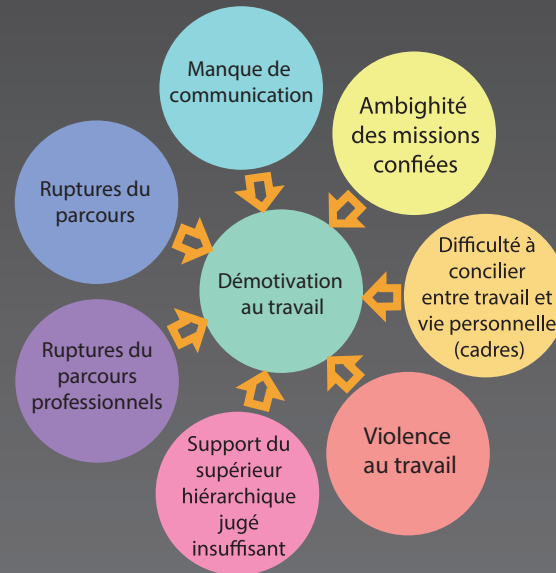 Manque de
communication
Ambighité
des missions
confiées
Ruptures du
parcours
Démotivation
au travail
Difficulté à
concilier
entre travail et
vie personnelle
(cadres)
Ruptures du
parcours
professionnels
Violence
au travail
Support du
supérieur
hiérarchique
jugé
insuffisant